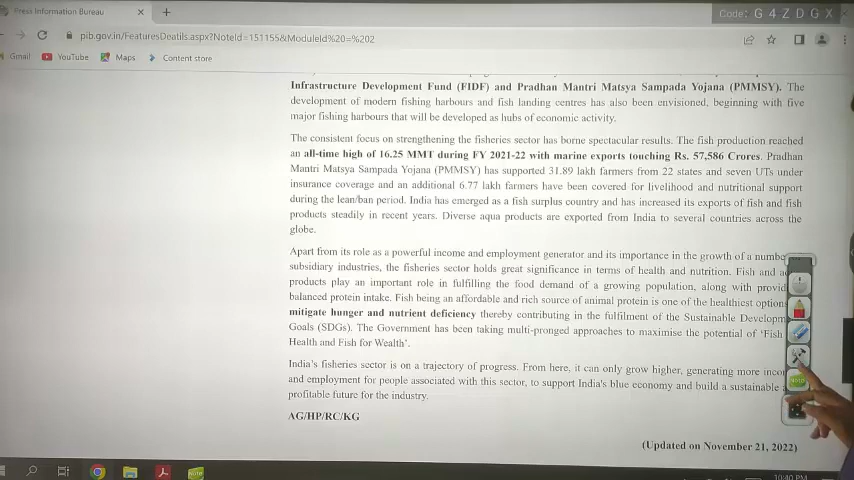 Press Information Bureau
Code: G 4 Z D G X
pib.gov.in/FeaturesDeatils.aspx?NoteId=151155&ModuleId%20=%202
Gmail YouTube Maps Content store
Infrastructure Development Fund (FIDF) and Pradhan Mantri Matsya Sampada Yojana (PMMSY). The
development of modern fishing harbours and fish landing centres has also been envisioned, beginning with five
major fishing harbours that will be developed as hubs of economic activity.
The consistent focus on strengthening the fisheries sector has borne spectacular results. The fish production reached
an all-time high of 16.25 MMT during FY 2021-22 with marine exports touching Rs. 57,586 Crores. Pradhan
Mantri Matsya Sampada Yojana (PMMSY) has supported 31.89 lakh farmers from 22 states and seven UTs under
insurance coverage and an additional 6.77 lakh farmers have been covered for livelihood and nutritional support
during the lean/ban period. India has emerged as a fish surplus country and has increased its exports of fish and fish
products steadily in recent years. Diverse aqua products are exported from India to several countries across the
globe.
Apart from its role as a powerful income and employment generator and its importance in the growth of a
subsidiary industries, the fisheries sector holds great significance in terms of health and nutrition. Fish and
products play an important role in fulfilling the food demand of a growing population, along with
balanced protein intake. Fish being an affordable and rich source of animal protein is one of the healthiest
mitigate hunger and nutrient deficiency thereby contributing in the fulfilment of the Sustainable
Goals (SDGs). The Government has been taking multi-pronged approaches to maximise the potential of ‘Fish
Health and Fish for Wealth’.
India’s fisheries sector is on a trajectory of progress. From here, it can only grow higher, generating more
and employment for people associated with this sector, to support India’s blue economy and build a sustainable
profitable future for the industry.
AG/HP/RC/KG
(Updated on November 21, 2022)
10:40 PM